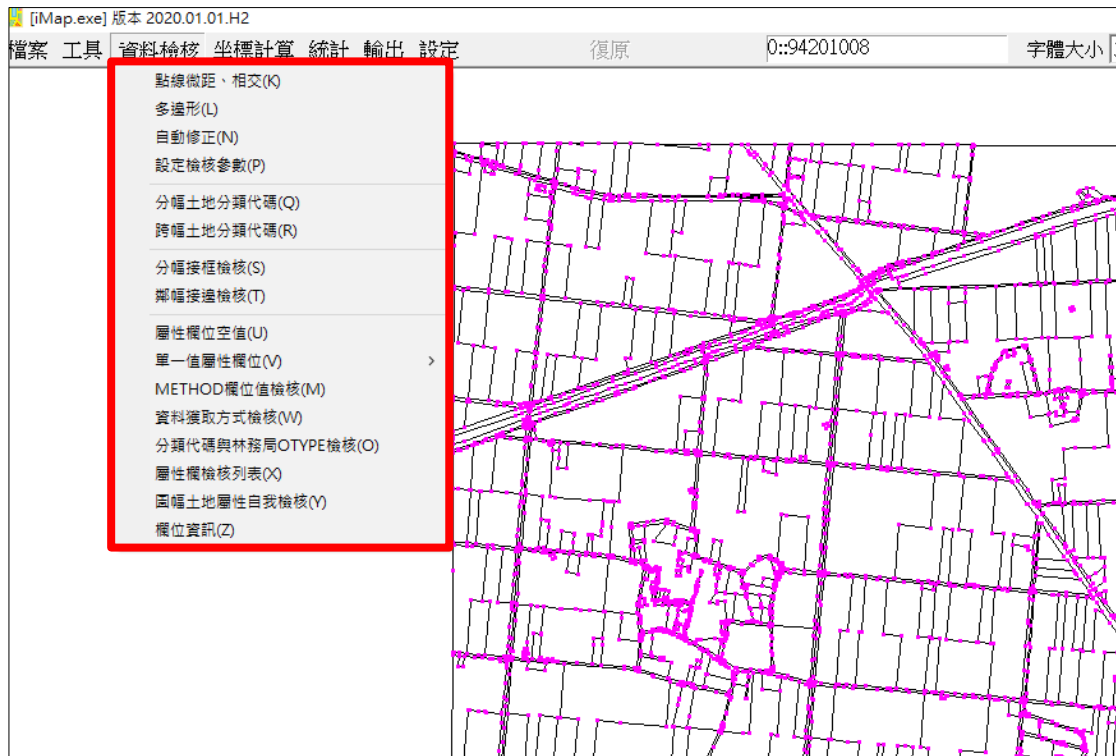 [iMap.exe] 版本 2020.01.01.H2
檔案 工具 資料檢核 坐標計算 統計 輸出 設定 復原 0::94201008 字體大小
點線微距、相交(K)
多邊形(L)
自動修正(N)
設定檢核參數(P)
分幅土地分類代碼(Q)
跨幅土地分類代碼(R)
分幅接框檢核(S)
鄰幅接邊檢核(T)
屬性欄位空值(U)
單一值屬性欄位(V)
METHOD欄位值檢核(M)
資料獲取方式檢核(W)
分類代碼與林務局OTYPE檢核(O)
屬性欄檢核列表(X)
圖幅土地屬性自我檢核(Y)
欄位資訊(Z)